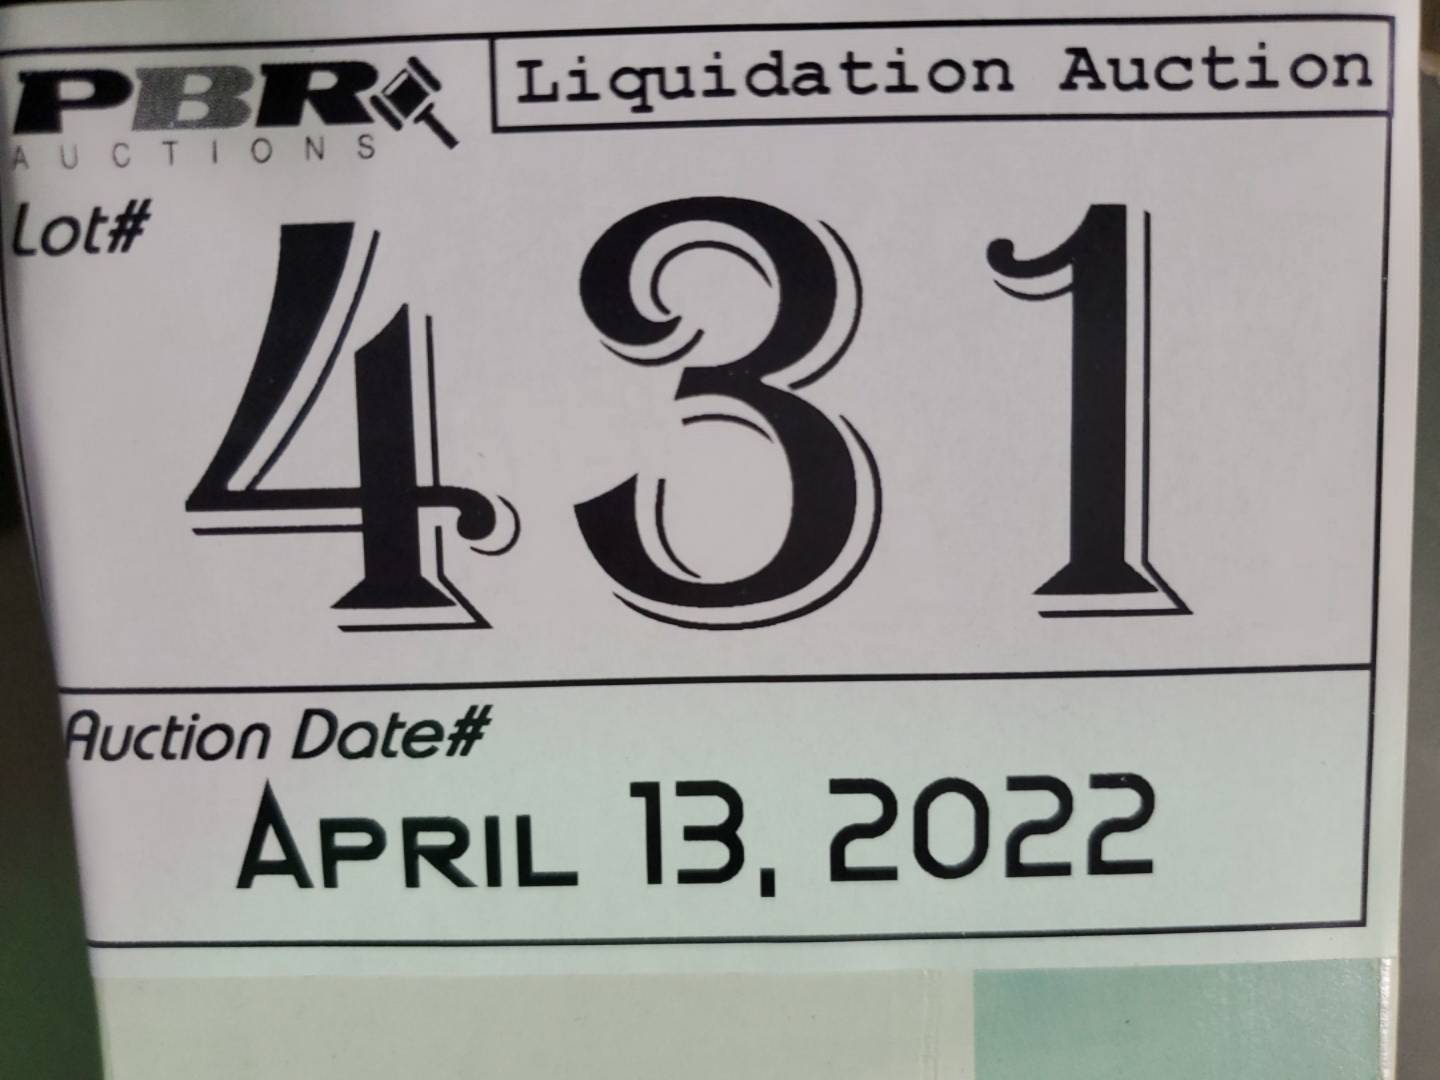 PBR
AUCTIONS
Liquidation Auction
Lot#
431
Auction Date#
APRIL 13, 2022